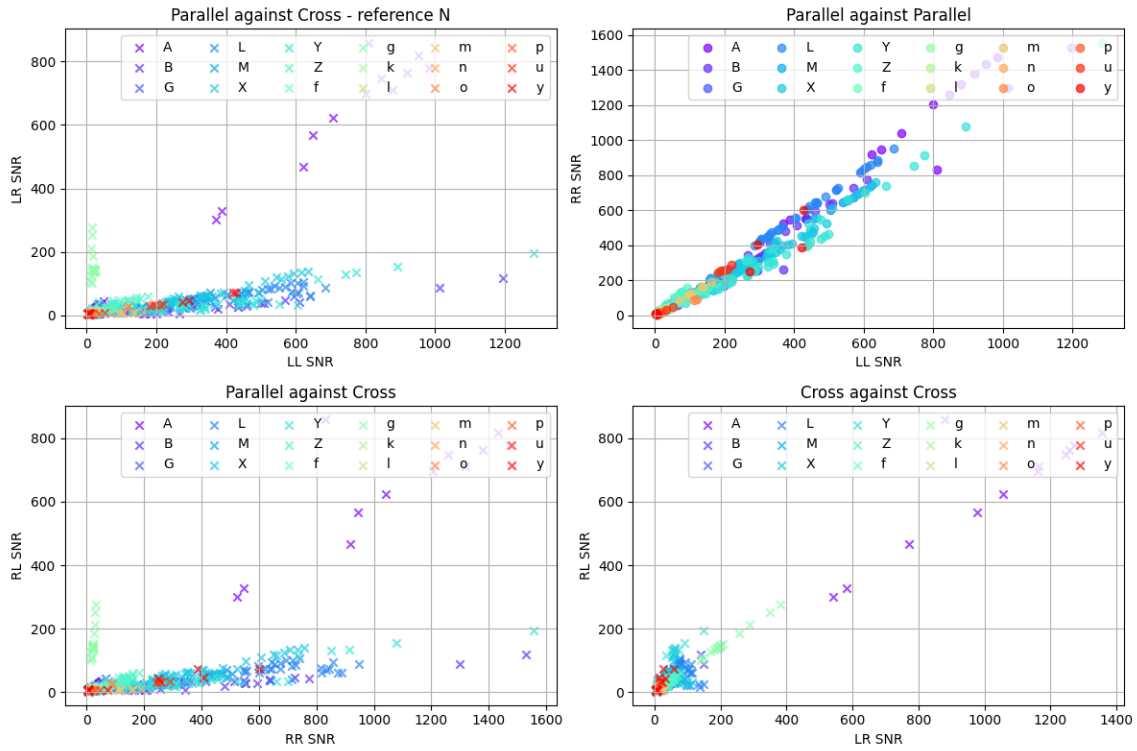 Parallel against Cross - reference N
A L Y g m p
B M Z k n u
G X f l o y
800
600
400
200
0
LR SNR
0 200 400 600 800 1000 1200
LL SNR
Parallel against Parallel
A L Y g m p
B M Z k n u
G X f l o y
1600
1400
1200
1000
800
600
400
200
0
RR SNR
0 200 400 600 800 1000 1200
LL SNR
Parallel against Cross
A L Y g m p
B M Z k n u
G X f l o y
800
600
400
200
0
RL SNR
0 200 400 600 800 1000 1200 1400 1600
RR SNR
Cross against Cross
A L Y g m p
B M Z k n u
G X f l o y
800
600
400
200
0
RL SNR
0 200 400 600 800 1000 1200 1400
LR SNR